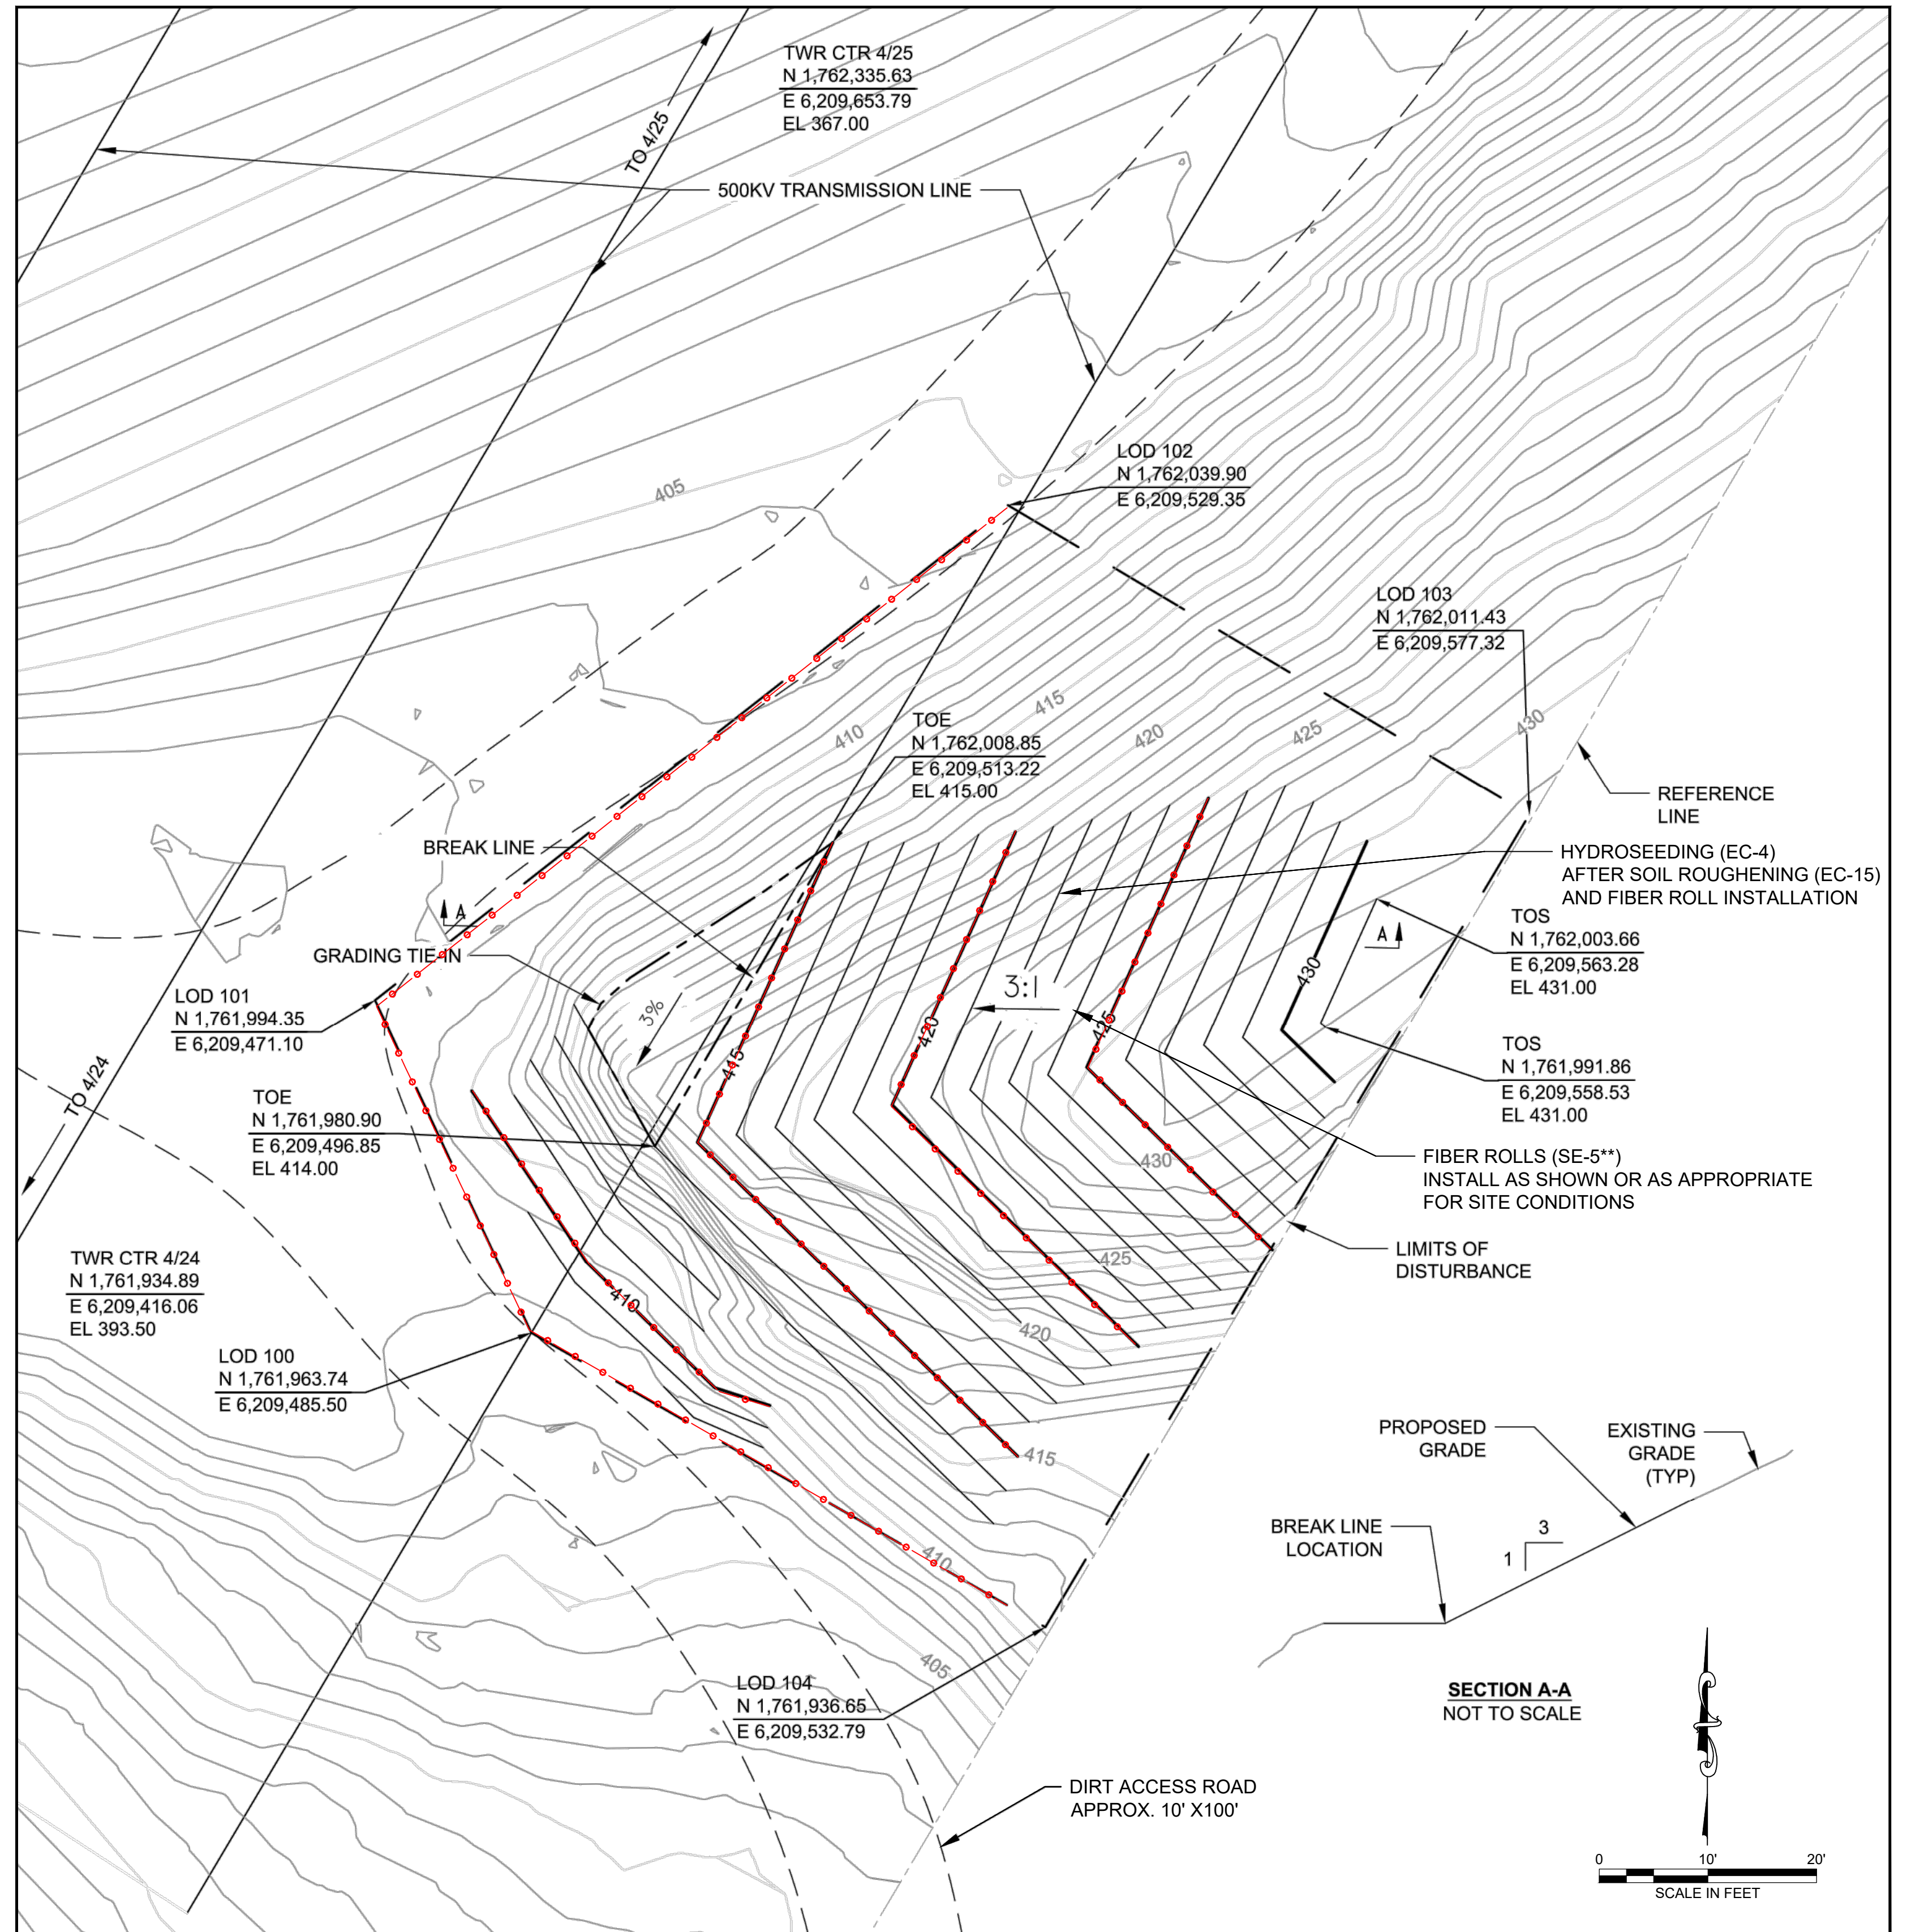 TWR CTR 4/25
N 1,762,335.63
E 6,209,653.79
EL 367.00
TO 4/25
500KV TRANSMISSION LINE
LOD 102
N 1,762,039.90
E 6,209,529.35
405
LOD 103
N 1,762,011.43
E 6,209,577.32
TOE
N 1,762,008.85
E 6,209,513.22
EL 415.00
410
415
420
425
430
REFERENCE
LINE
BREAK LINE
HYDROSEEDING (EC-4)
AFTER SOIL ROUGHENING (EC-15)
AND FIBER ROLL INSTALLATION
A
GRADING TIE-IN
TOS
N 1,762,003.66
E 6,209,563.28
EL 431.00
A
430
3:1
3%
LOD 101
N 1,761,994.35
E 6,209,471.10
415
420
425
TOS
N 1,761,991.86
E 6,209,558.53
EL 431.00
TO 4/24
TOE
N 1,761,980.90
E 6,209,496.85
EL 414.00
430
FIBER ROLLS (SE-5**)
INSTALL AS SHOWN OR AS APPROPRIATE
FOR SITE CONDITIONS
LIMITS OF
DISTURBANCE
425
TWR CTR 4/24
N 1,761,934.89
E 6,209,416.06
EL 393.50
410
420
LOD 100
N 1,761,963.74
E 6,209,485.50
415
PROPOSED
GRADE
EXISTING
GRADE
(TYP)
BREAK LINE
LOCATION
3
1
410
405
LOD 104
N 1,761,936.65
E 6,209,532.79
SECTION A-A
NOT TO SCALE
DIRT ACCESS ROAD
APPROX. 10' X100'
0 10' 20'
SCALE IN FEET